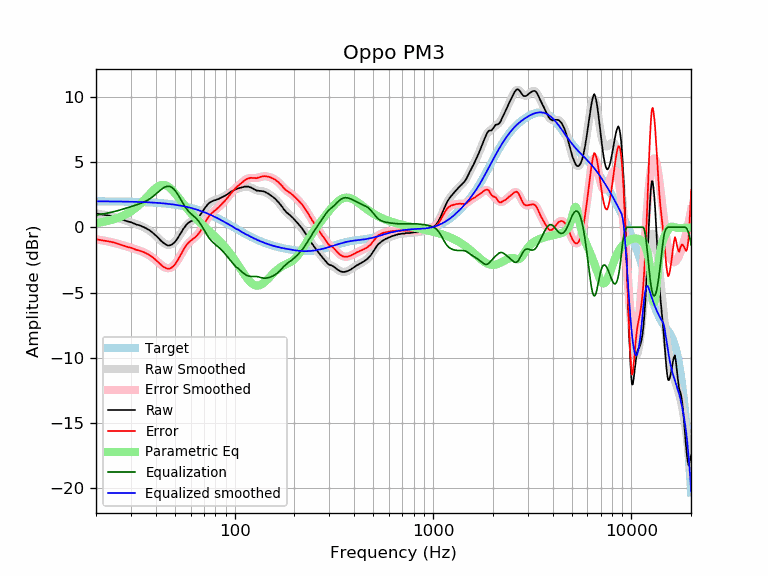 Oppo PM3
Amplitude (dBr)
10
5
0
−5
−10
−15
−20
Target
Raw Smoothed
Error Smoothed
Raw
Error
Parametric Eq
Equalization
Equalized smoothed
100
1000
10000
Frequency (Hz)